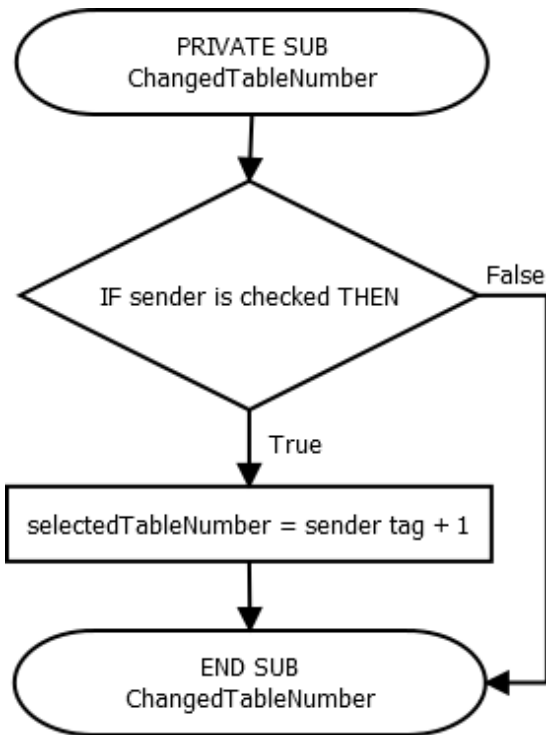 PRIVATE SUB
ChangedTableNumber
IF sender is checked THEN
False
True
selectedTableNumber = sender tag + 1
END SUB
ChangedTableNumber